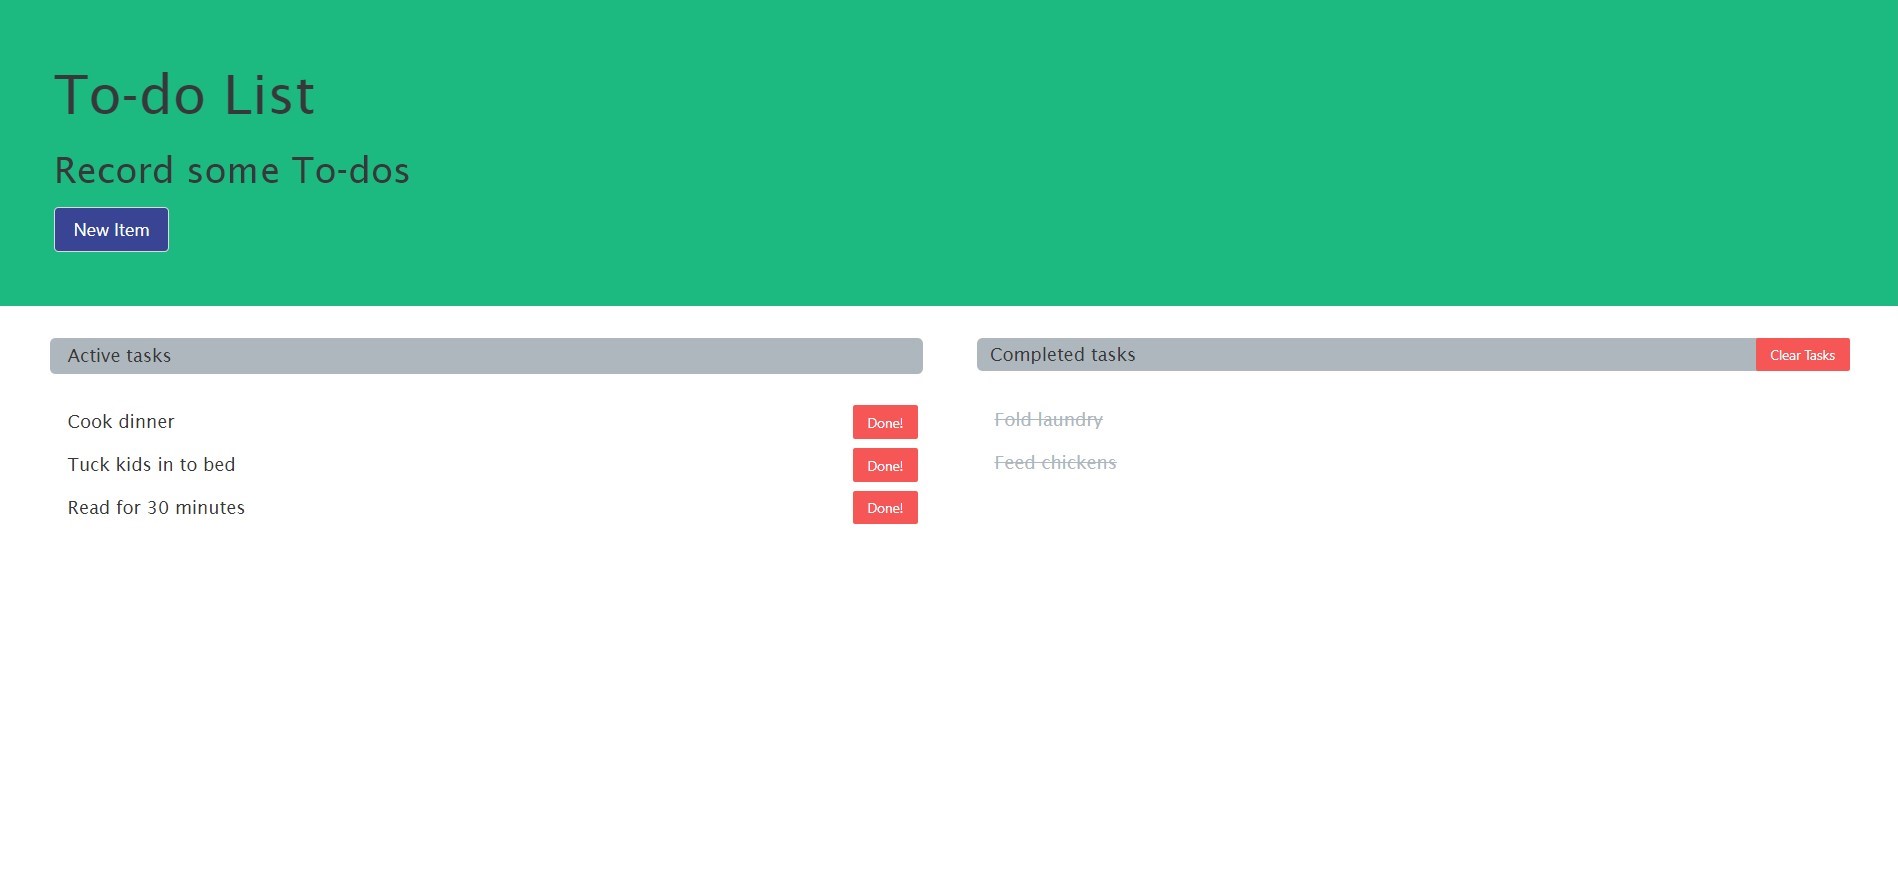 To-do List
Record some To-dos
New Item
Active tasks
Cook dinner Done!
Tuck kids in to bed Done!
Read for 30 minutes Done!
Completed tasks Clear Tasks
Fold laundry
Feed chickens